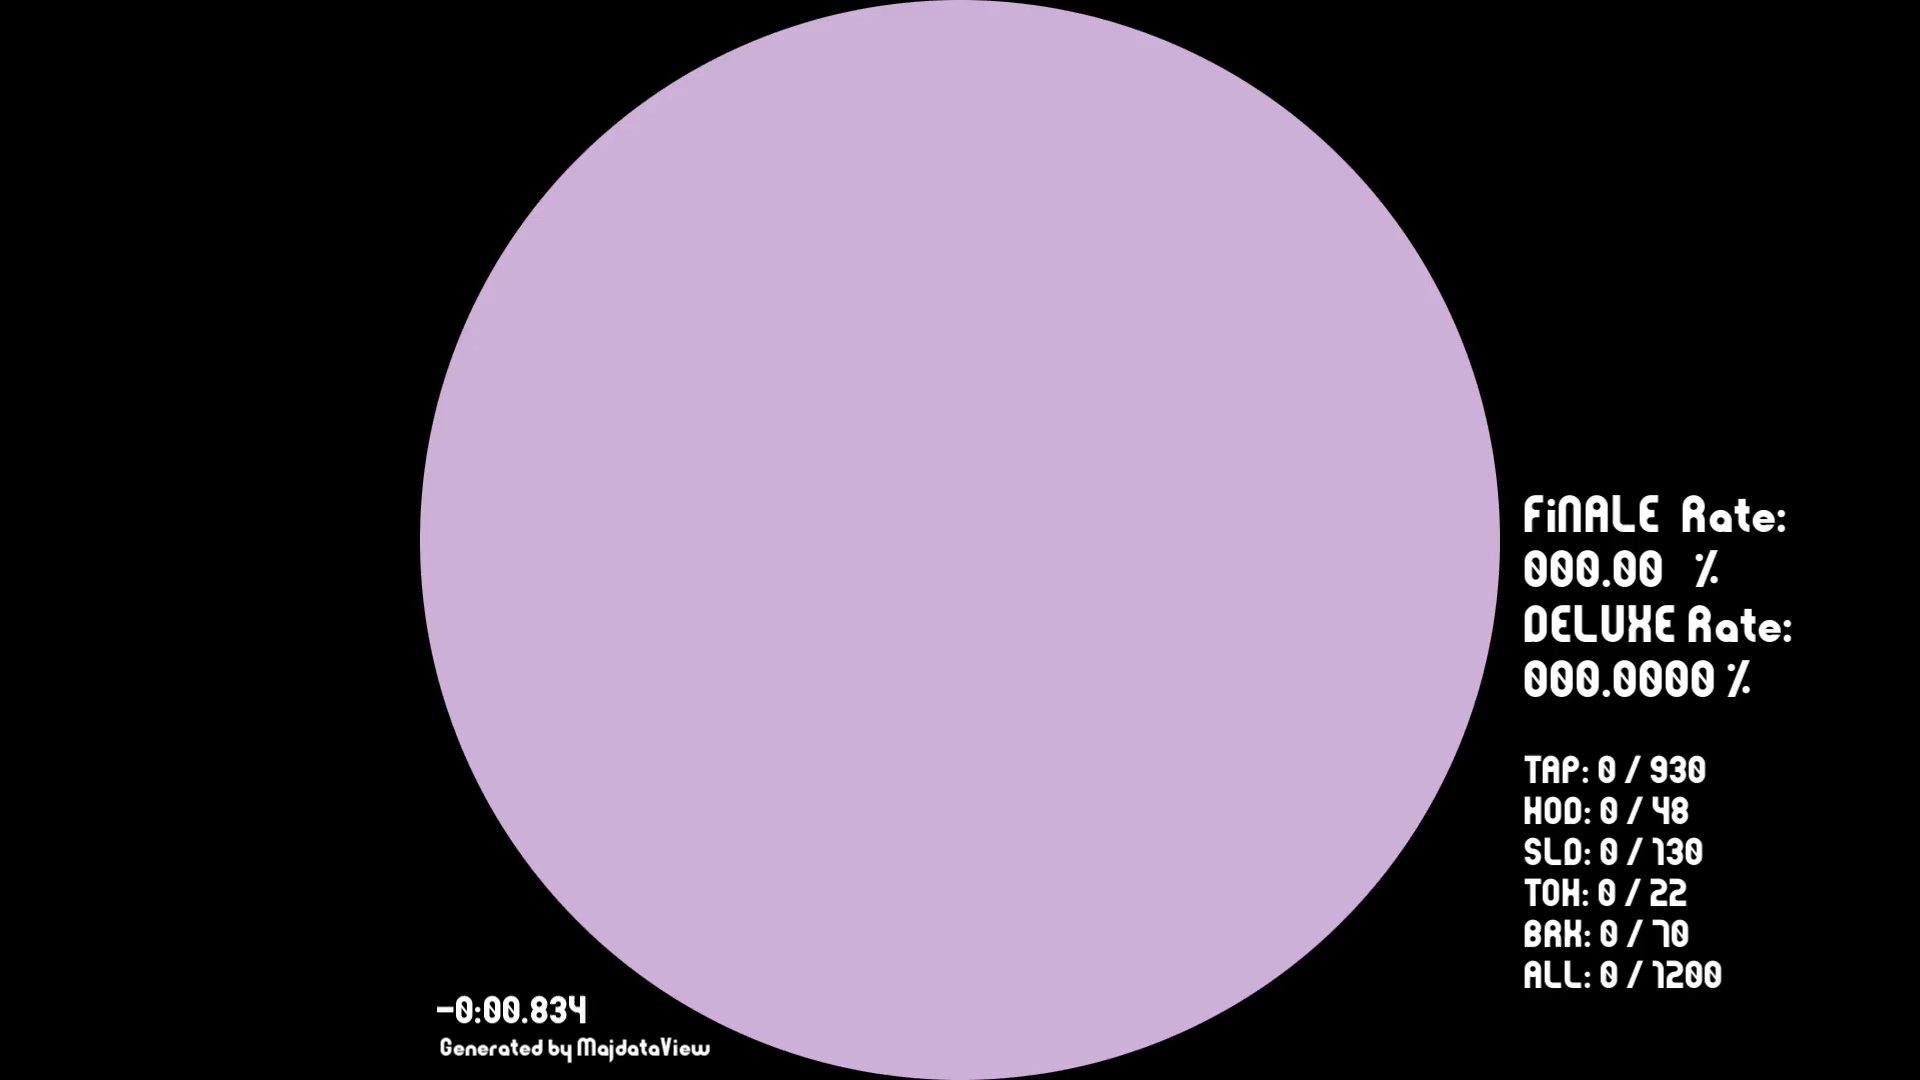 FiNALE Rate:
000.00 %
DELUXE Rate:
000.0000 %
TAP: 0 / 930
HOD: 0 / 48
SLD: 0 / 130
TOH: 0 / 22
BRK: 0 / 70
ALL: 0 / 1200
-0:00.834
Generated by MajdataView